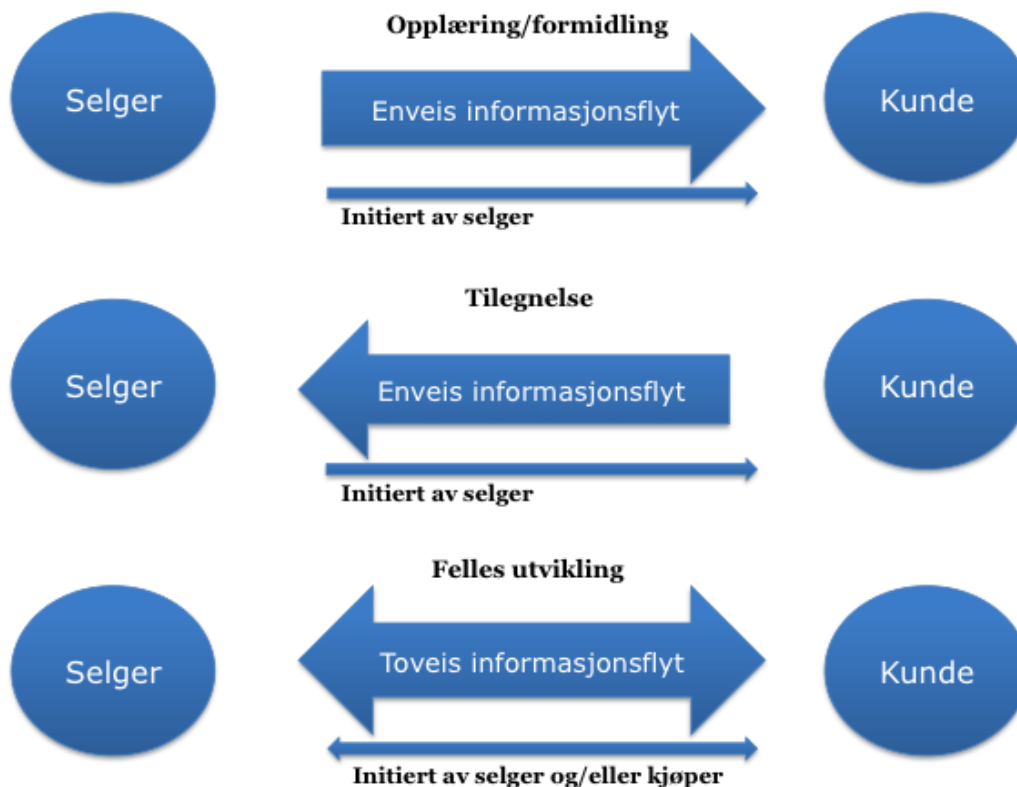 Opplæring/formidling
Selger
Enveis informasjonsflyt
Kunde
Initiert av selger
Tilegnelse
Selger
Enveis informasjonsflyt
Kunde
Initiert av selger
Felles utvikling
Selger
Toveis informasjonsflyt
Kunde
Initiert av selger og/eller kjøper